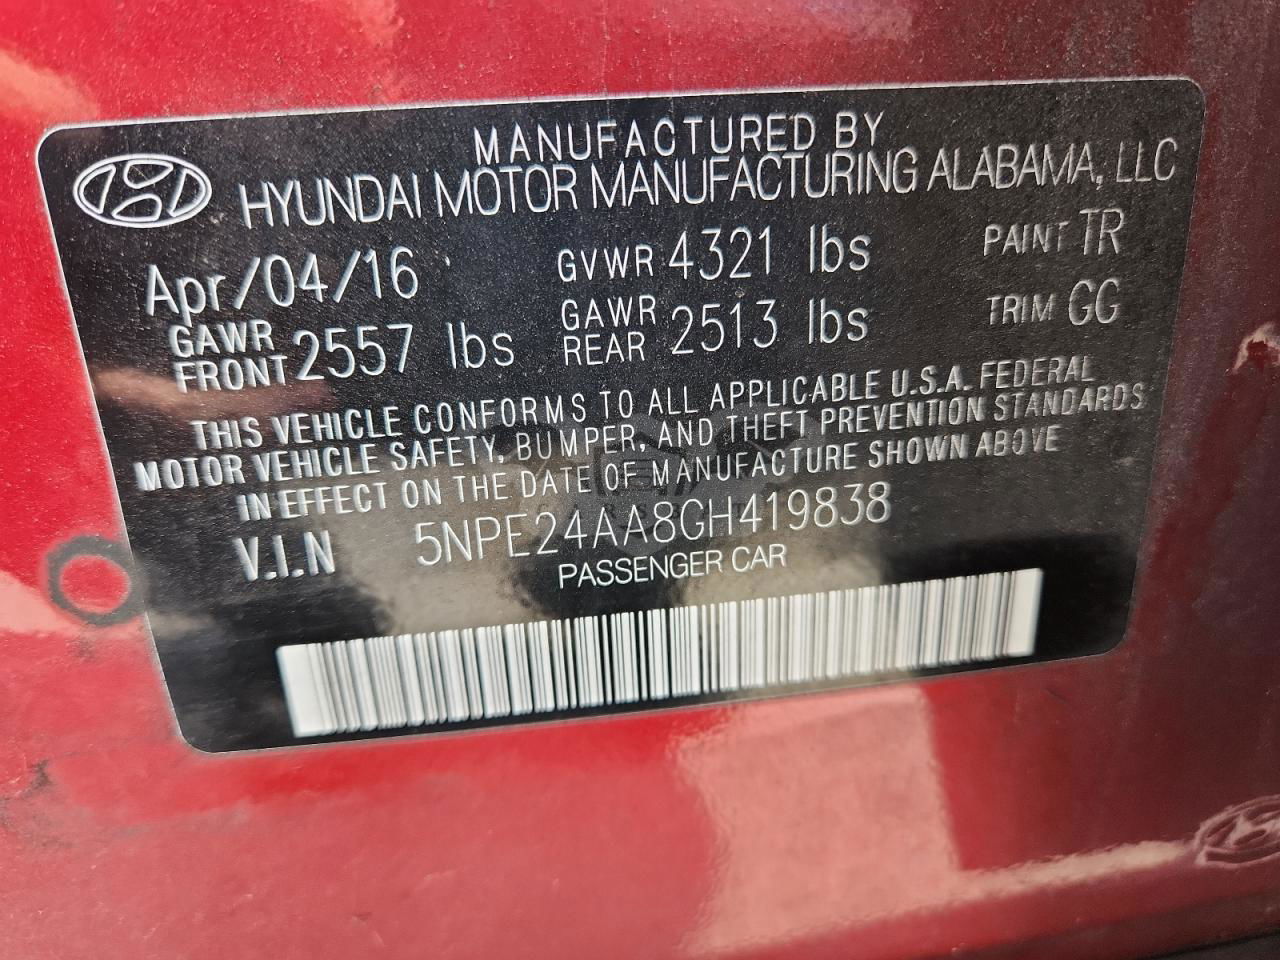 MANUFACTURED BY
HYUNDAI MOTOR MANUFACTURING ALABAMA, LLC
Apr/04/16 GVWR 4321 lbs PAINT TR
GAWR FRONT 2557 lbs GAWR REAR 2513 lbs TRIM GG
THIS VEHICLE CONFORMS TO ALL APPLICABLE U.S.A. FEDERAL
MOTOR VEHICLE SAFETY, BUMPER, AND THEFT PREVENTION STANDARDS
IN EFFECT ON THE DATE OF MANUFACTURE SHOWN ABOVE
V.I.N 5NPE24AA8GH419838
PASSENGER CAR